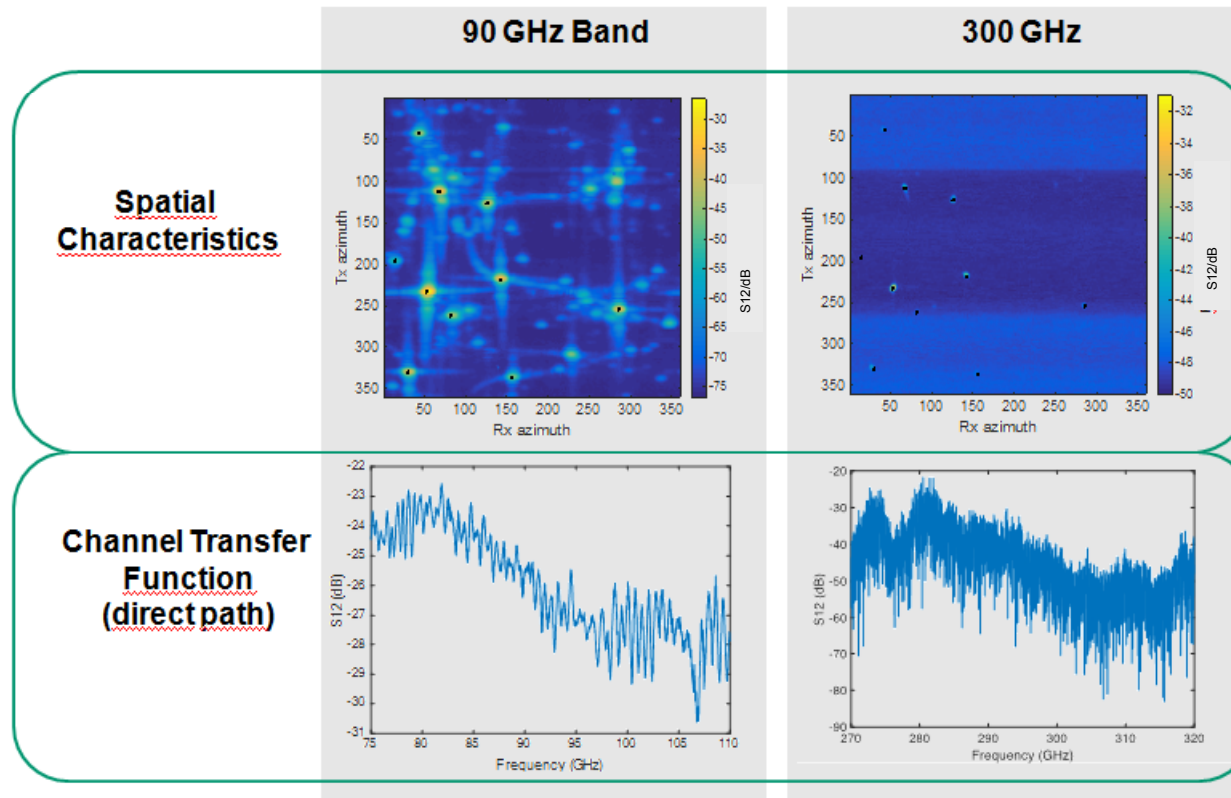 90 GHz Band
300 GHz
Spatial
Characteristics
50
100
150
200
250
300
350
Tx azimuth
50 100 150 200 250 300 350
Rx azimuth
-30
-35
-40
-45
-50
-55
-60
-65
-70
-75
S12/dB
50
100
150
200
250
300
350
Tx azimuth
50 100 150 200 250 300 350
Rx azimuth
-32
-34
-36
-38
-40
-42
-44
-46
-48
-50
S12/dB
Channel Transfer
Function
(direct path)
-22
-23
-24
-25
-26
-27
-28
-29
-30
-31
S12 (dB)
75 80 85 90 95 100 105 110
Frequency (GHz)
-20
-30
-40
-50
-60
-70
-80
-90
S12 (dB)
270 280 290 300 310 320
Frequency (GHz)